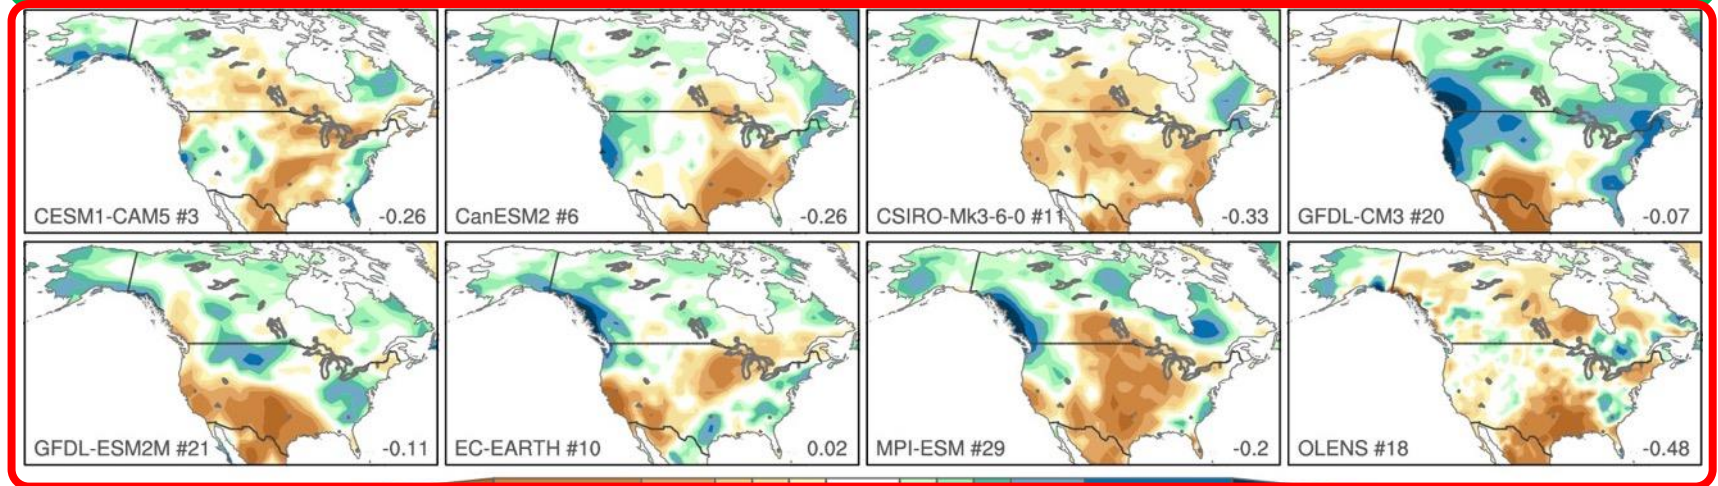 CESM1-CAM5 #3 -0.26
CanESM2 #6 -0.26
CSIRO-Mk3-6-0 #11 -0.33
GFDL-CM3 #20 -0.07
GFDL-ESM2M #21 -0.11
EC-EARTH #10 0.02
MPI-ESM #29 -0.2
OLENS #18 -0.48